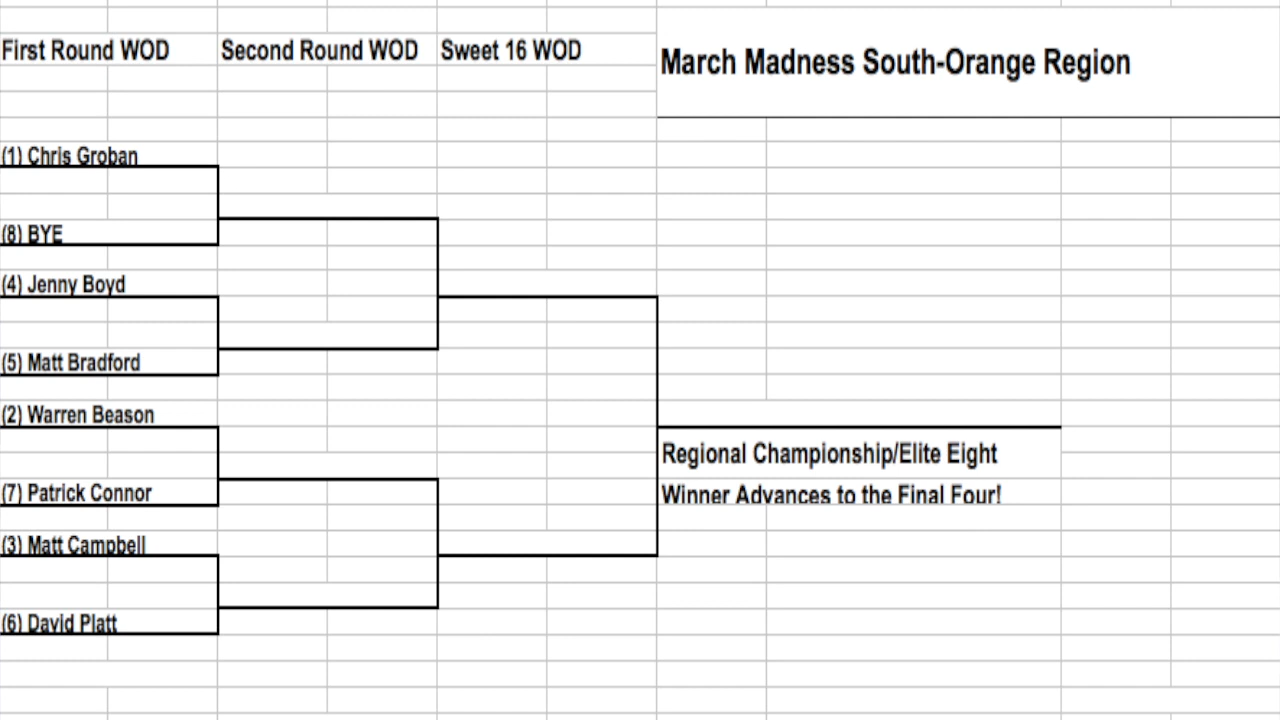 First Round WOD
Second Round WOD
Sweet 16 WOD
March Madness South-Orange Region
(1) Chris Groban
(8) BYE
(4) Jenny Boyd
(5) Matt Bradford
(2) Warren Beason
(7) Patrick Connor
(3) Matt Campbell
(6) David Platt
Regional Championship/Elite Eight
Winner Advances to the Final Four!